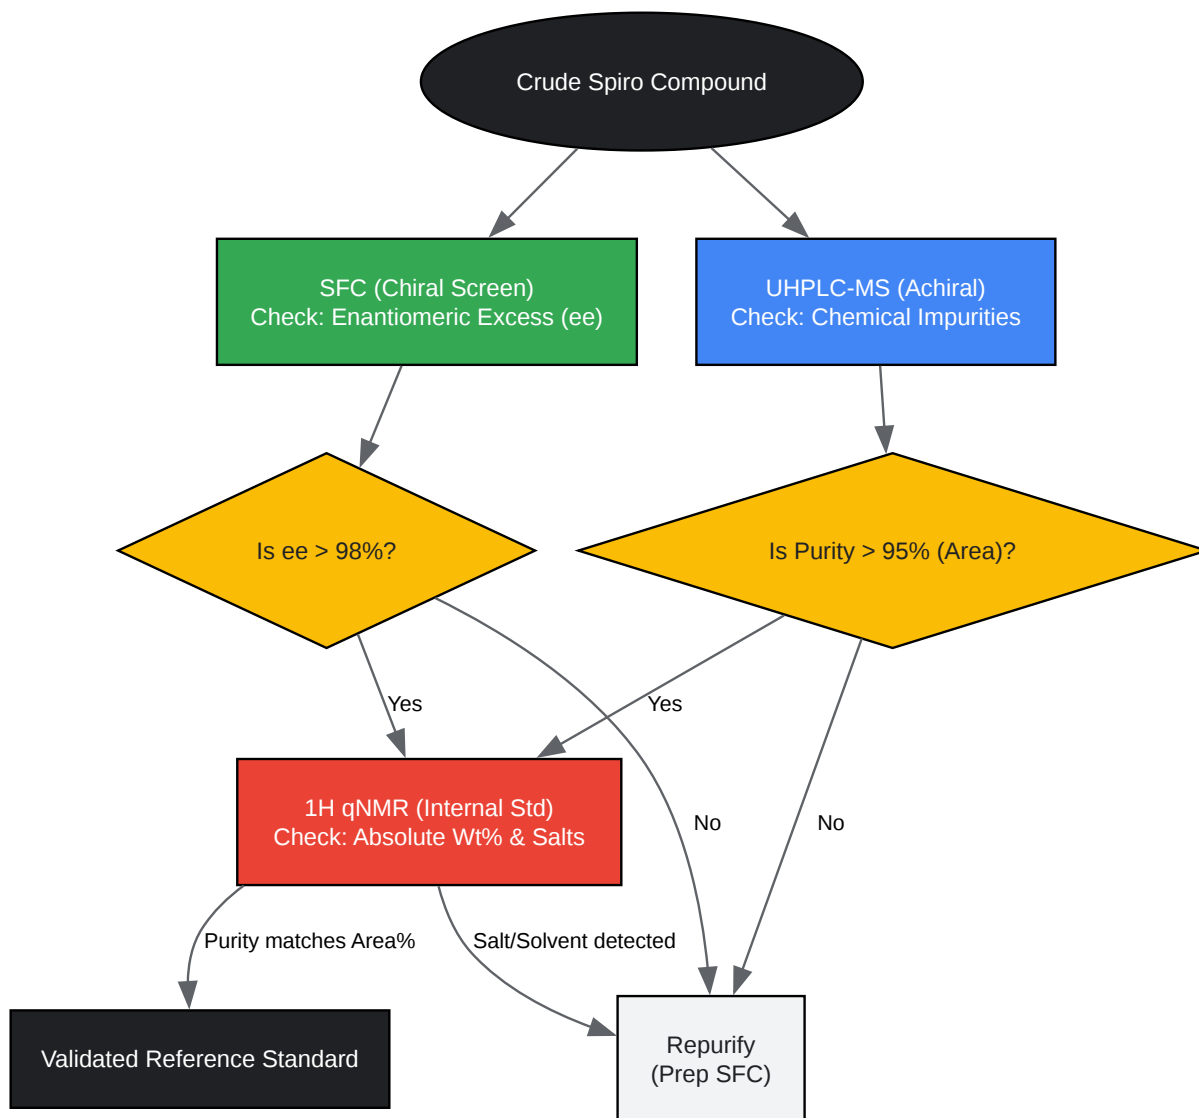 Crude Spiro Compound
SFC (Chiral Screen)
Check: Enantiomeric Excess (ee)
UHPLC-MS (Achiral)
Check: Chemical Impurities
Is ee > 98%?
Is Purity > 95% (Area)?
Yes
Yes
1H qNMR (Internal Std)
Check: Absolute Wt% & Salts
No
No
Purity matches Area%
Salt/Solvent detected
Validated Reference Standard
Repurify
(Prep SFC)